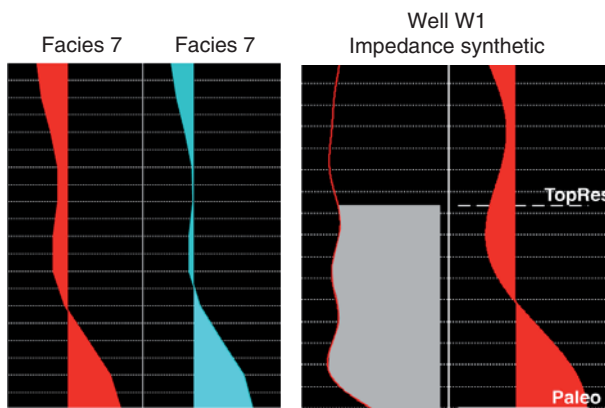 Facies 7
Facies 7
Well W1
Impedance synthetic
TopRes
Paleo